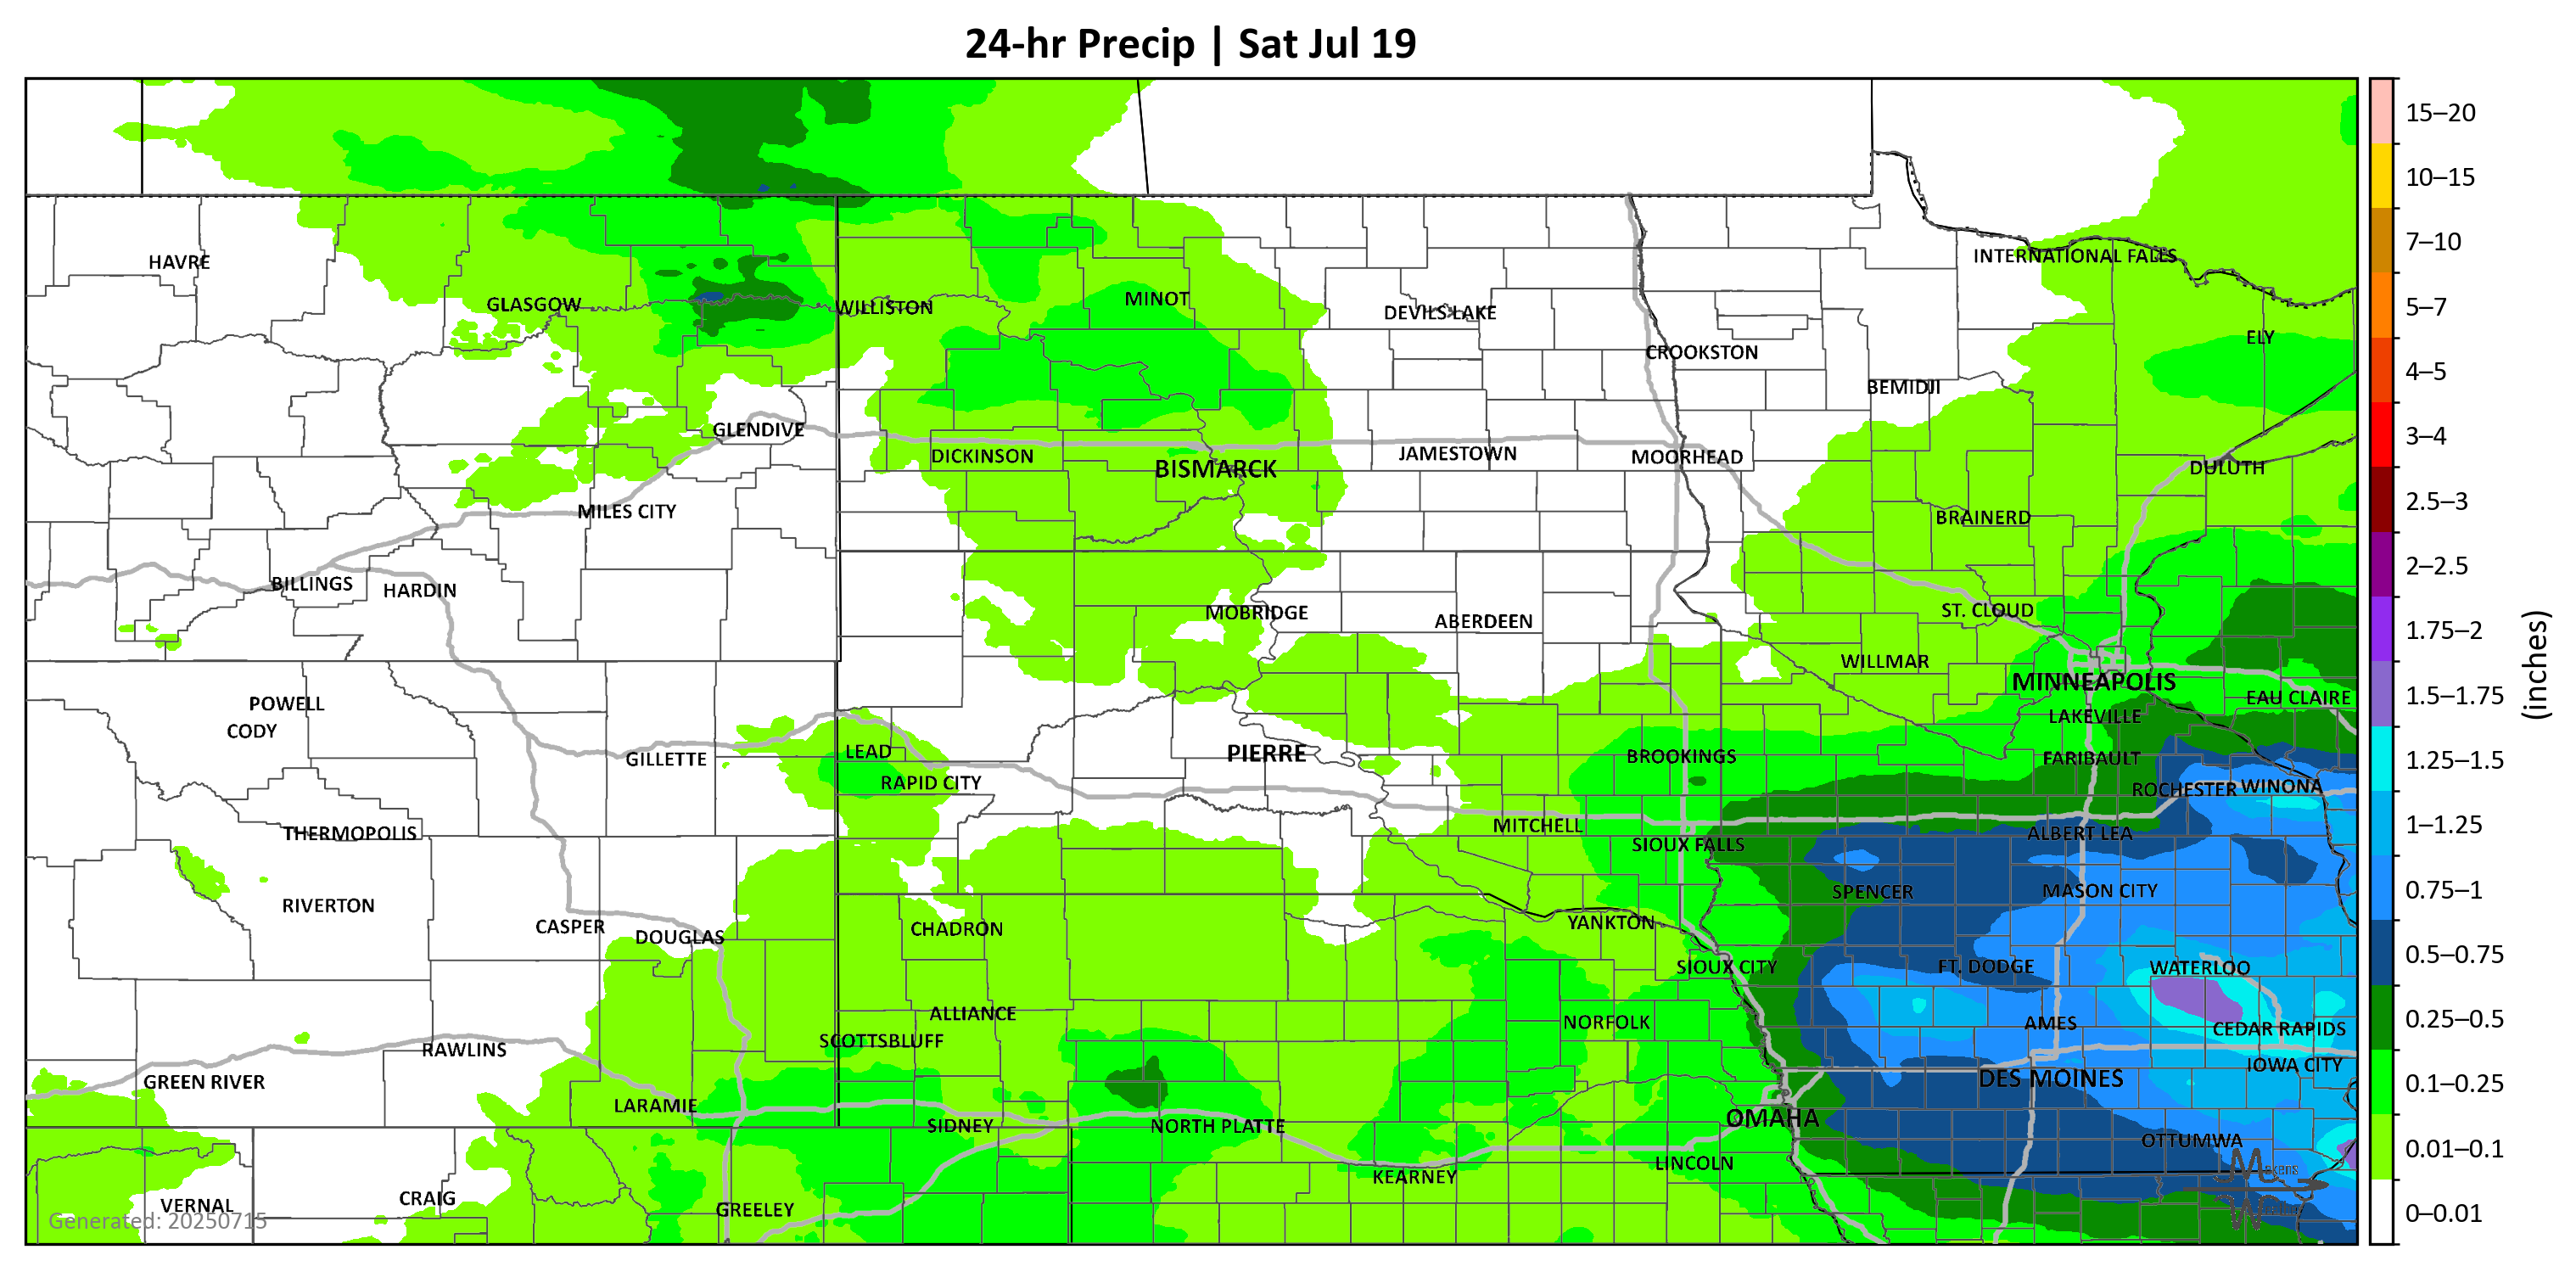 24-hr Precip | Sat Jul 19
15–20
10–15
7–10
5–7
4–5
3–4
2.5–3
2–2.5
1.75–2
1.5–1.75
1.25–1.5
1–1.25
0.75–1
0.5–0.75
0.25–0.5
0.1–0.25
0.01–0.1
0–0.01
(inches)
HAVRE
INTERNATIONAL FALLS
GLASGOW
WILLISTON
MINOT
DEVILS LAKE
ELY
CROOKSTON
BEMIDJI
GLENDIVE
DICKINSON
BISMARCK
JAMESTOWN
MOORHEAD
DULUTH
MILES CITY
BRAINERD
BILLINGS
HARDIN
MOBRIDGE
ABERDEEN
ST. CLOUD
WILLMAR
MINNEAPOLIS
EAU CLAIRE
POWELL
CODY
LAKEVILLE
GILLETTE
LEAD
RAPID CITY
PIERRE
BROOKINGS
FARIBAULT
ROCHESTER
WINONA
THERMOPOLIS
MITCHELL
SIOUX FALLS
ALBERT LEA
RIVERTON
SPENCER
MASON CITY
CASPER
DOUGLAS
CHADRON
YANKTON
SIOUX CITY
FT. DODGE
WATERLOO
ALLIANCE
SCOTTSBLUFF
NORFOLK
AMES
CEDAR RAPIDS
RAWLINS
IOWA CITY
GREEN RIVER
DES MOINES
LARAMIE
SIDNEY
NORTH PLATTE
OMAHA
OTTUMWA
KEARNEY
LINCOLN
VERNAL
CRAIG
GREELEY
Generated: 20250715